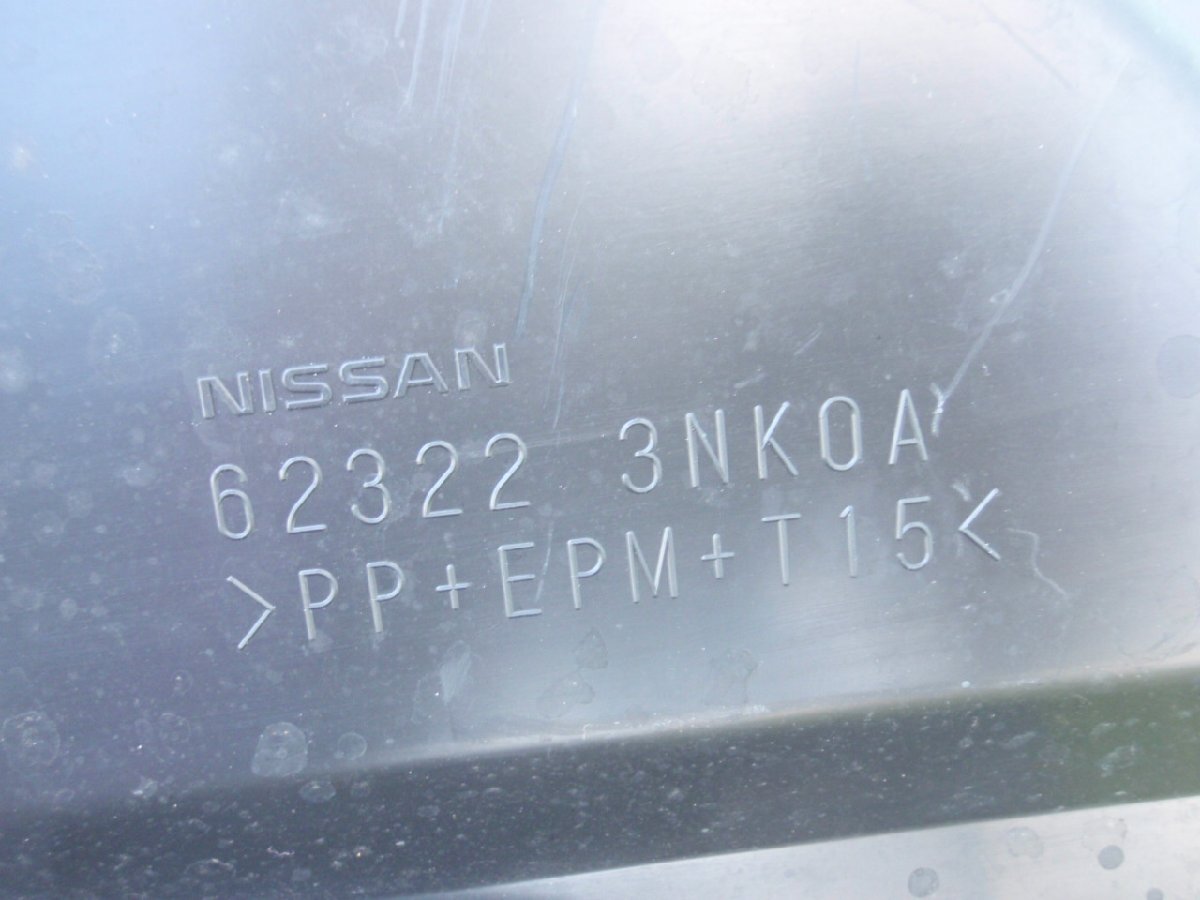 NISSAN
62322 3NK0A
>PP+EPM+T15<